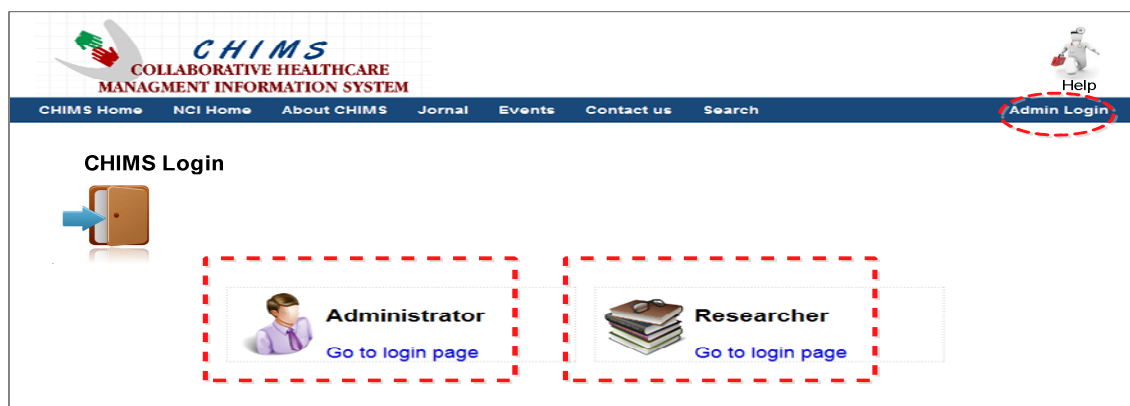 CHIMS
COLLABORATIVE HEALTHCARE
MANAGMENT INFORMATION SYSTEM
Help
CHIMS Home NCI Home About CHIMS Jornal Events Contact us Search Admin Login
CHIMS Login
Administrator Researcher
Go to login page Go to login page